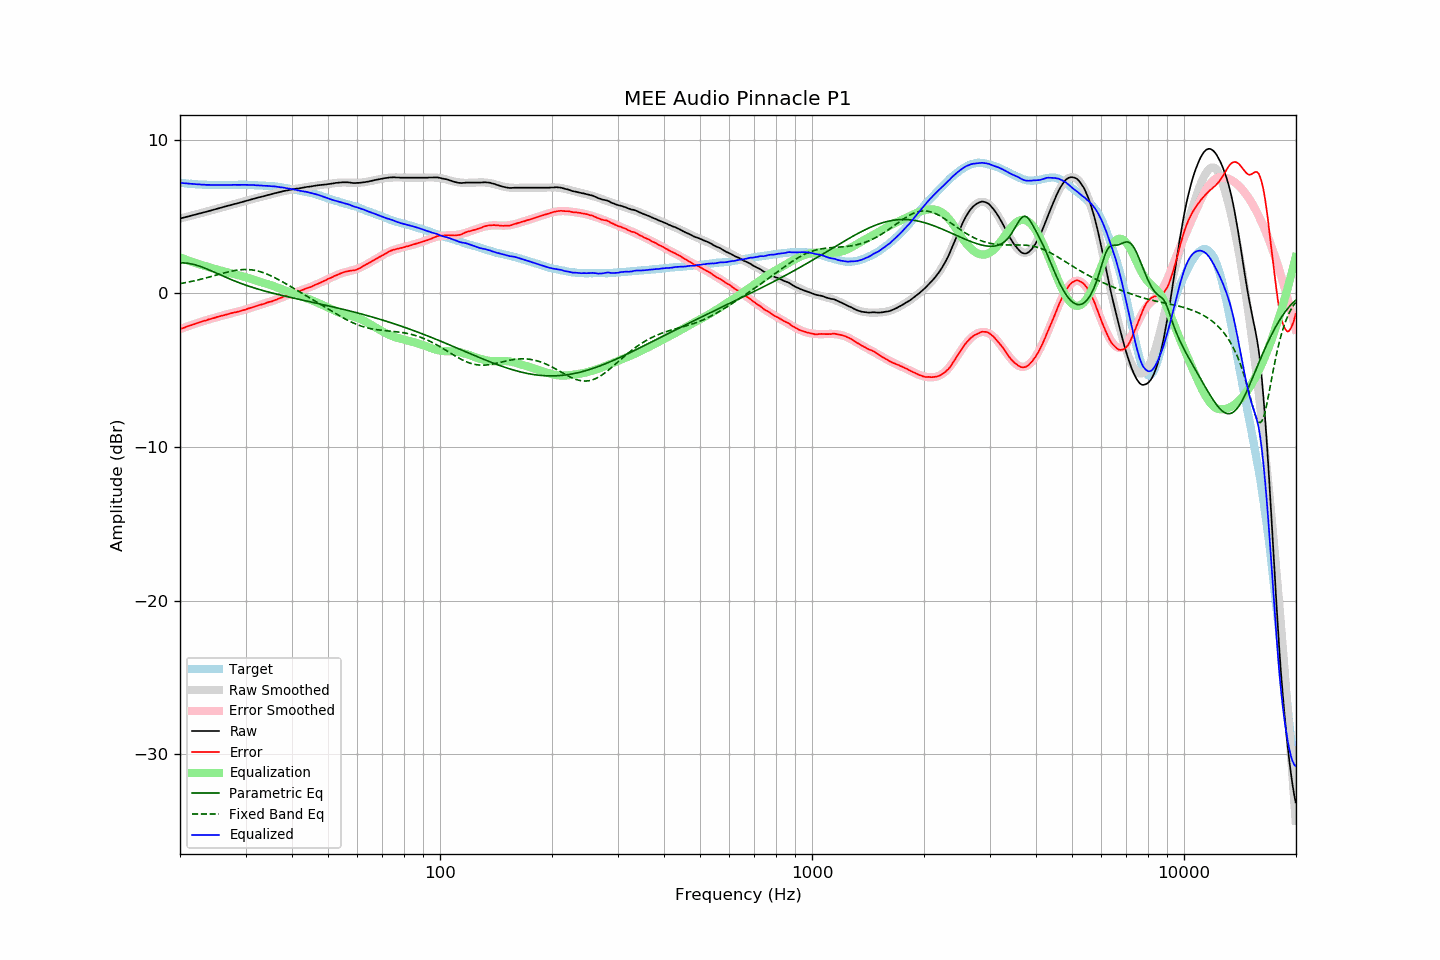 MEE Audio Pinnacle P1
10
0
−10
−20
−30
Amplitude (dBr)
Target
Raw Smoothed
Error Smoothed
Raw
Error
Equalization
Parametric Eq
Fixed Band Eq
Equalized
100
1000
10000
Frequency (Hz)